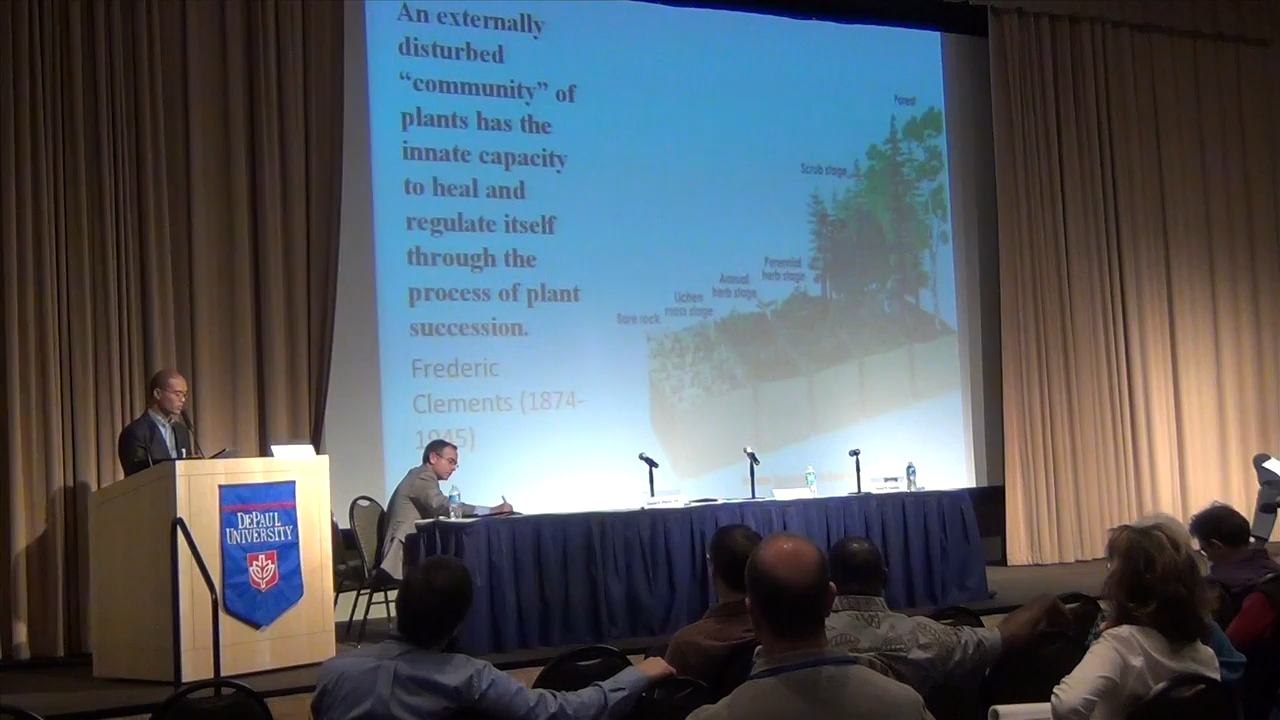 An externally
disturbed
“community” of
plants has the
innate capacity
to heal and
regulate itself
through the
process of plant
succession.
Frederic
Clements (1874-
1945)
Forest
Scrub stage
Perennial
herb stage
Annual
herb stage
Lichen
moss stage
Bare rock
DEPAUL
UNIVERSITY